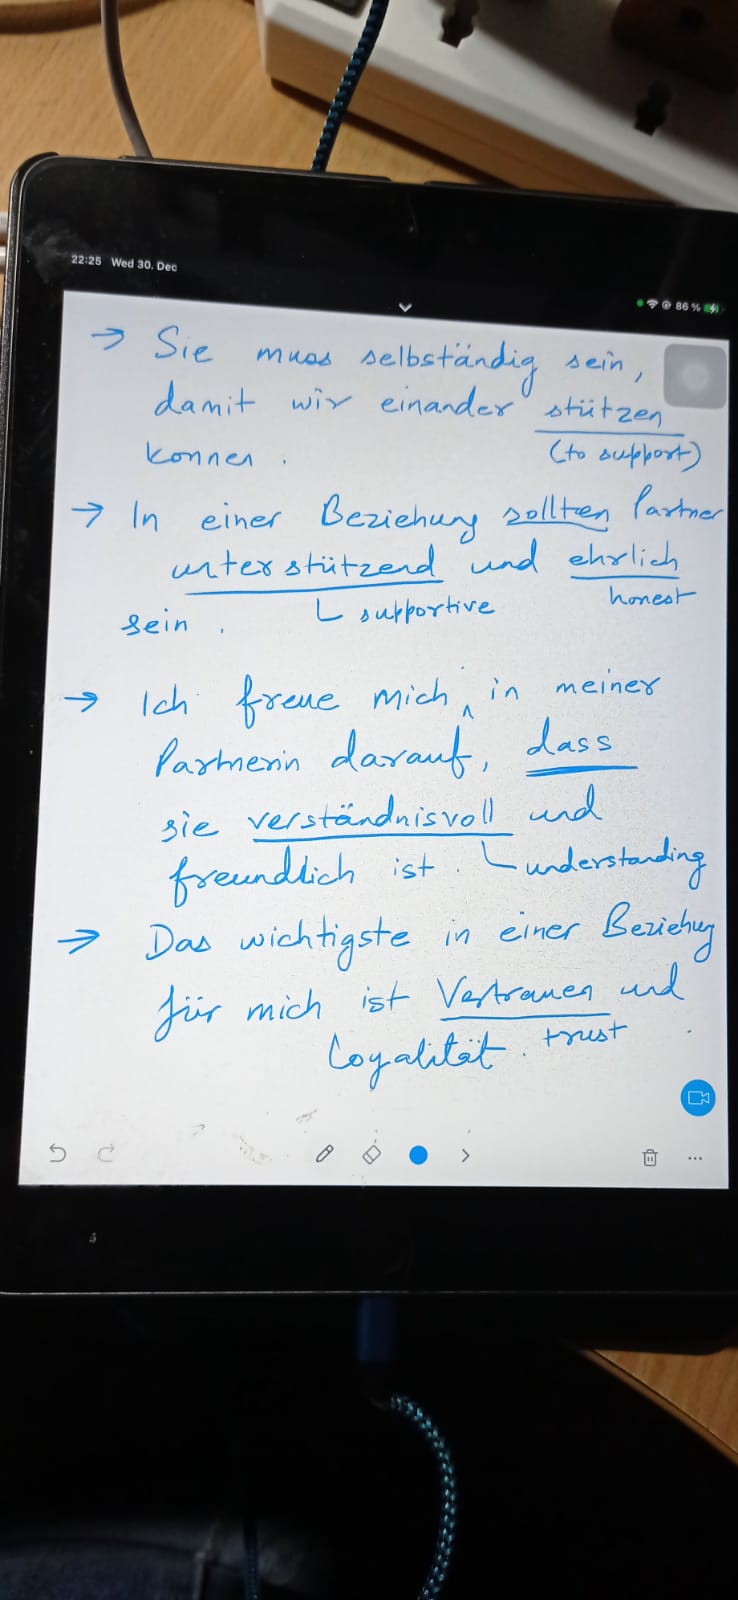 22:25 Wed 30. Dec
86 %
→ Sie muss selbständig sein,
damit wir einander stützen
konnen . (to support)
→ In einer Beziehung sollten Partner
unterstützend und ehrlich
sein . ↳ supportive honest
→ Ich freue mich ^ in meiner
Partnerin darauf, dass
sie verständnisvoll und
freundlich ist . ↳ understanding
→ Das wichtigste in einer Beziehung
für mich ist Vertrauen und
Loyalität . trust